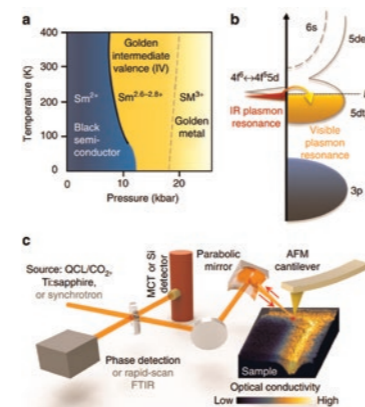 a
400
300
200
100
0
Temperature (K)
0
10
20
Pressure (kbar)
Golden
intermediate
valence (IV)
Sm2+
Sm2.6–2.8+
SM3+
Golden
metal
Black
semi-
conductor
b
6s
5de
4f6↔4f55d
IR plasmon
resonance
5dt
Visible
plasmon
resonance
3p
c
Source: QCL/CO2,
Ti:sapphire,
or synchrotron
MCT or Si
detector
Parabolic
mirror
AFM
cantilever
Phase detection
or rapid-scan
FTIR
Sample
Optical conductivity
Low
High